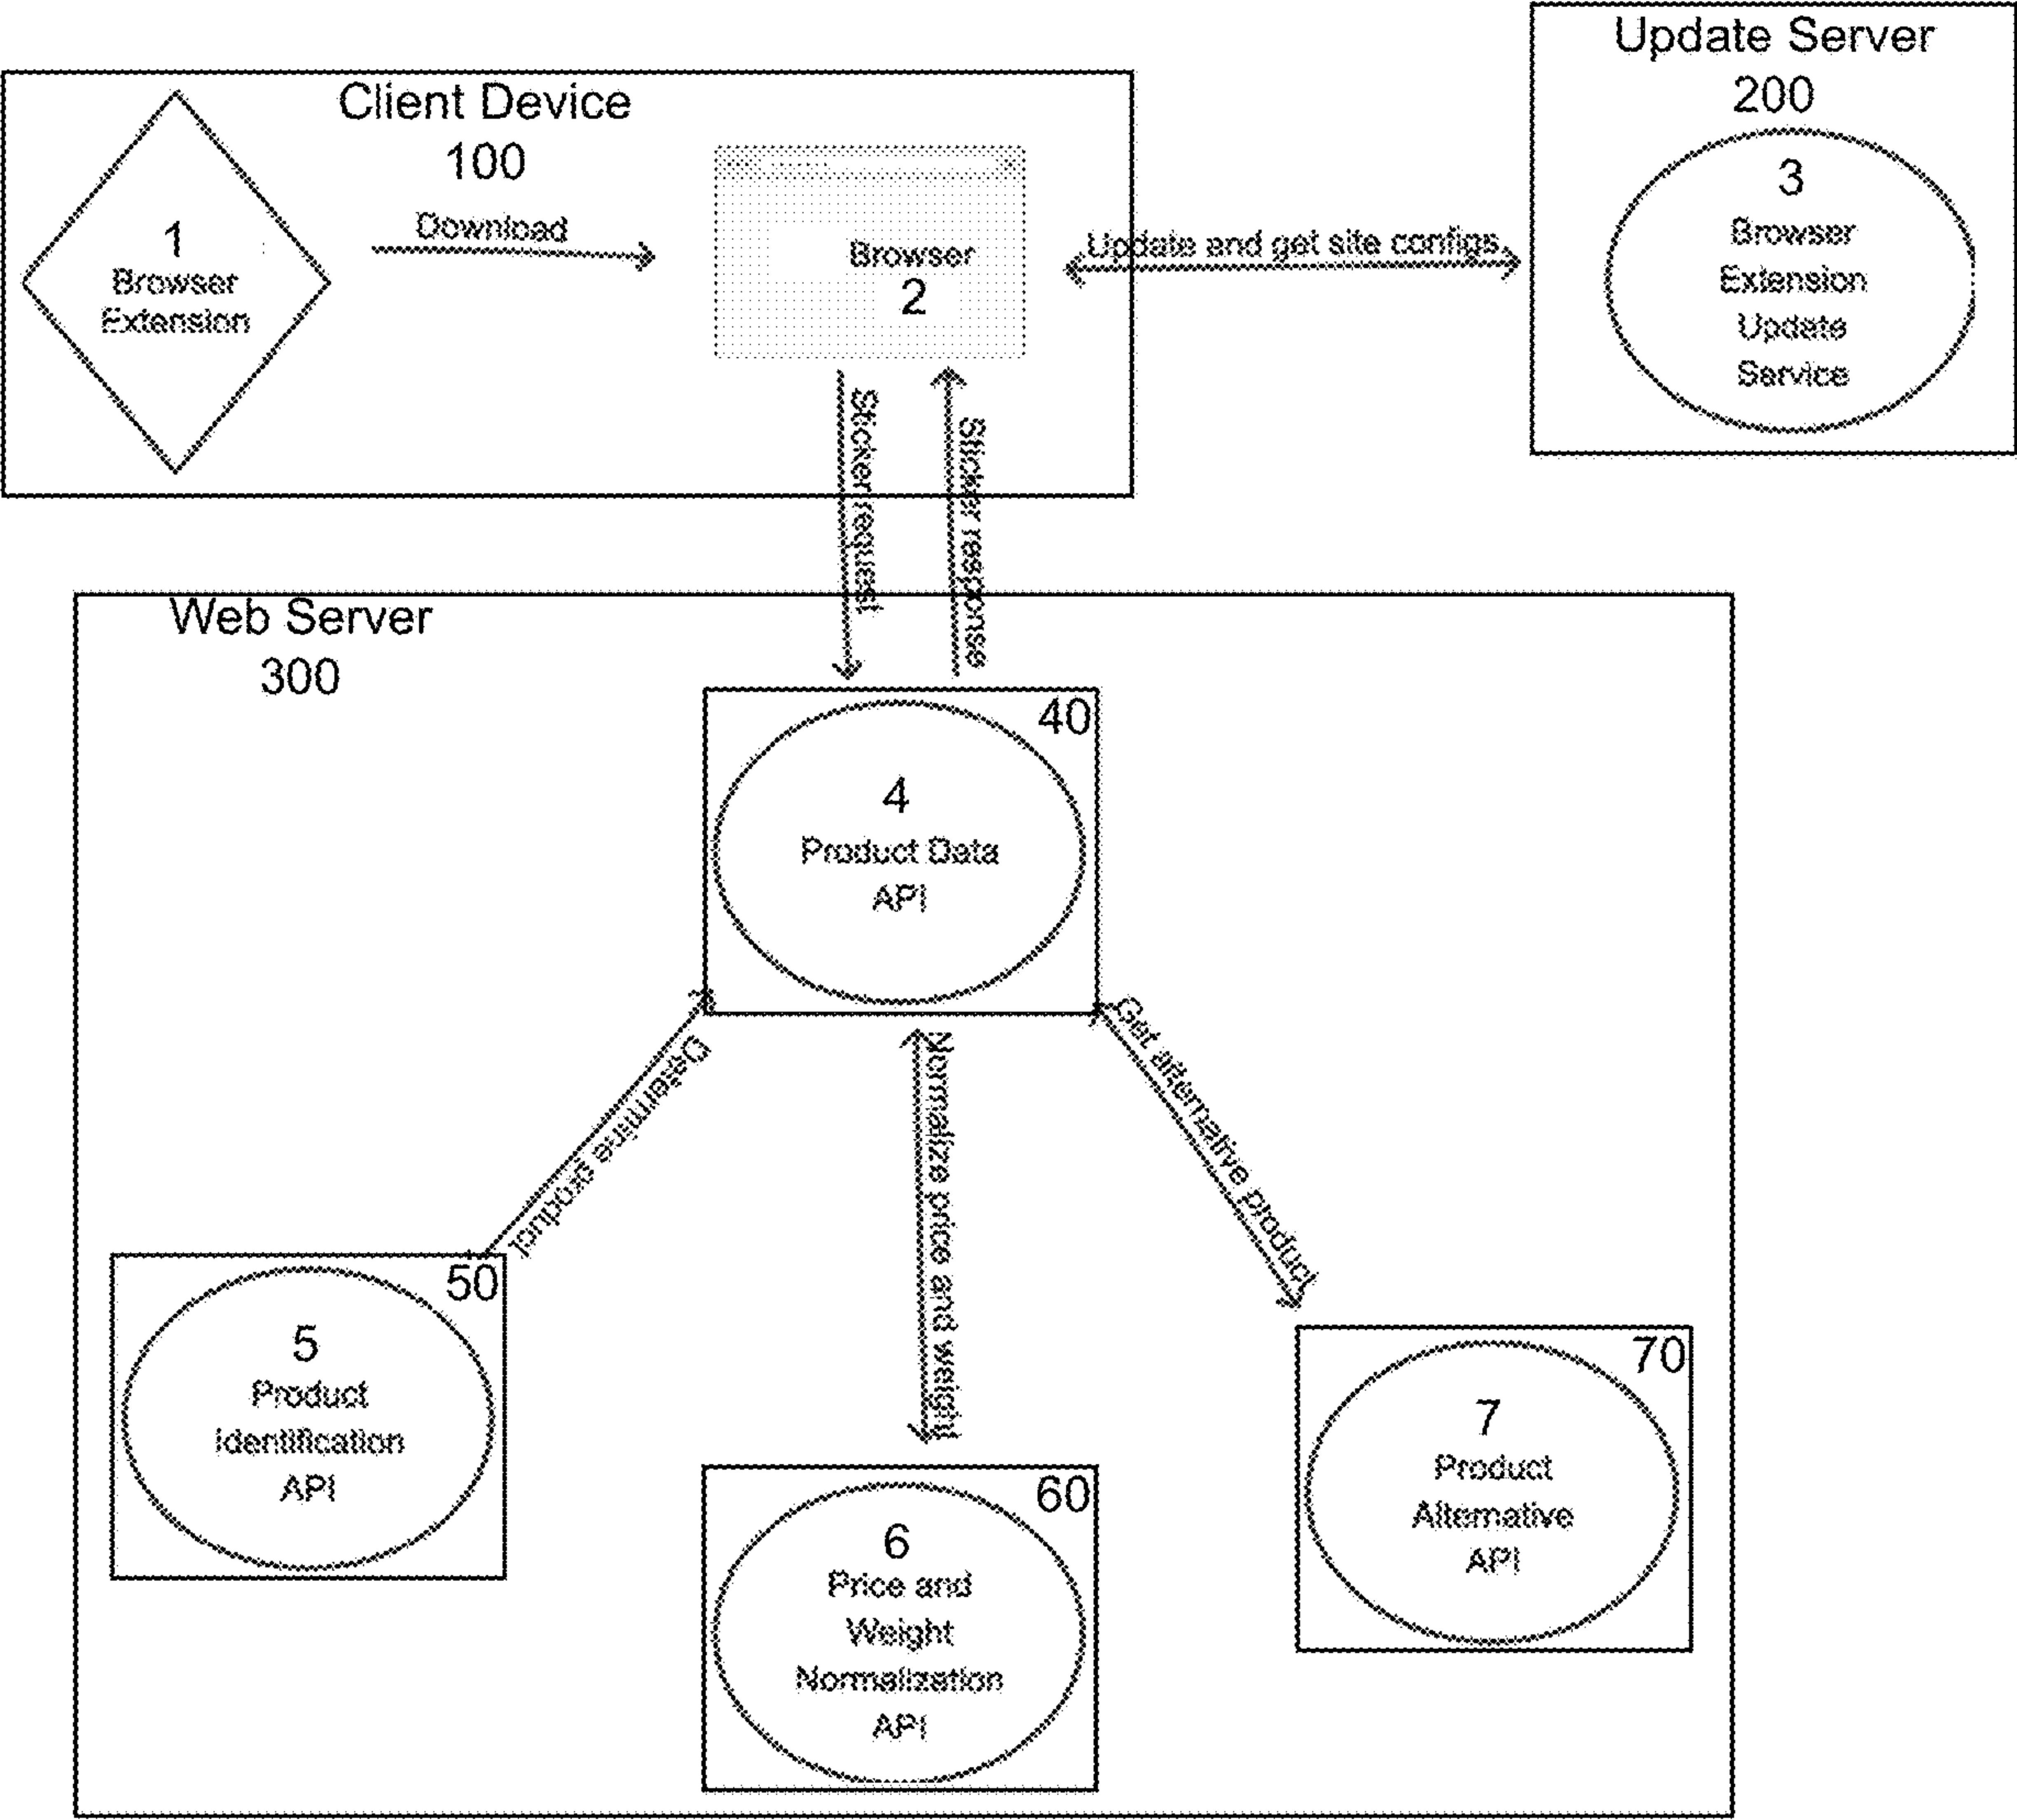 Update Server
200
3
Browser
Extension
Update
Service
Client Device
100
1
Browser
Extension
Download
Browser
2
Update and get site configs
Sticker request
Sticker response
Web Server
300
40
4
Product Data
API
Determine product
Normalize price and weight
Get alternative product
50
5
Product
Identification
API
60
6
Price and
Weight
Normalization
API
70
7
Product
Alternative
API